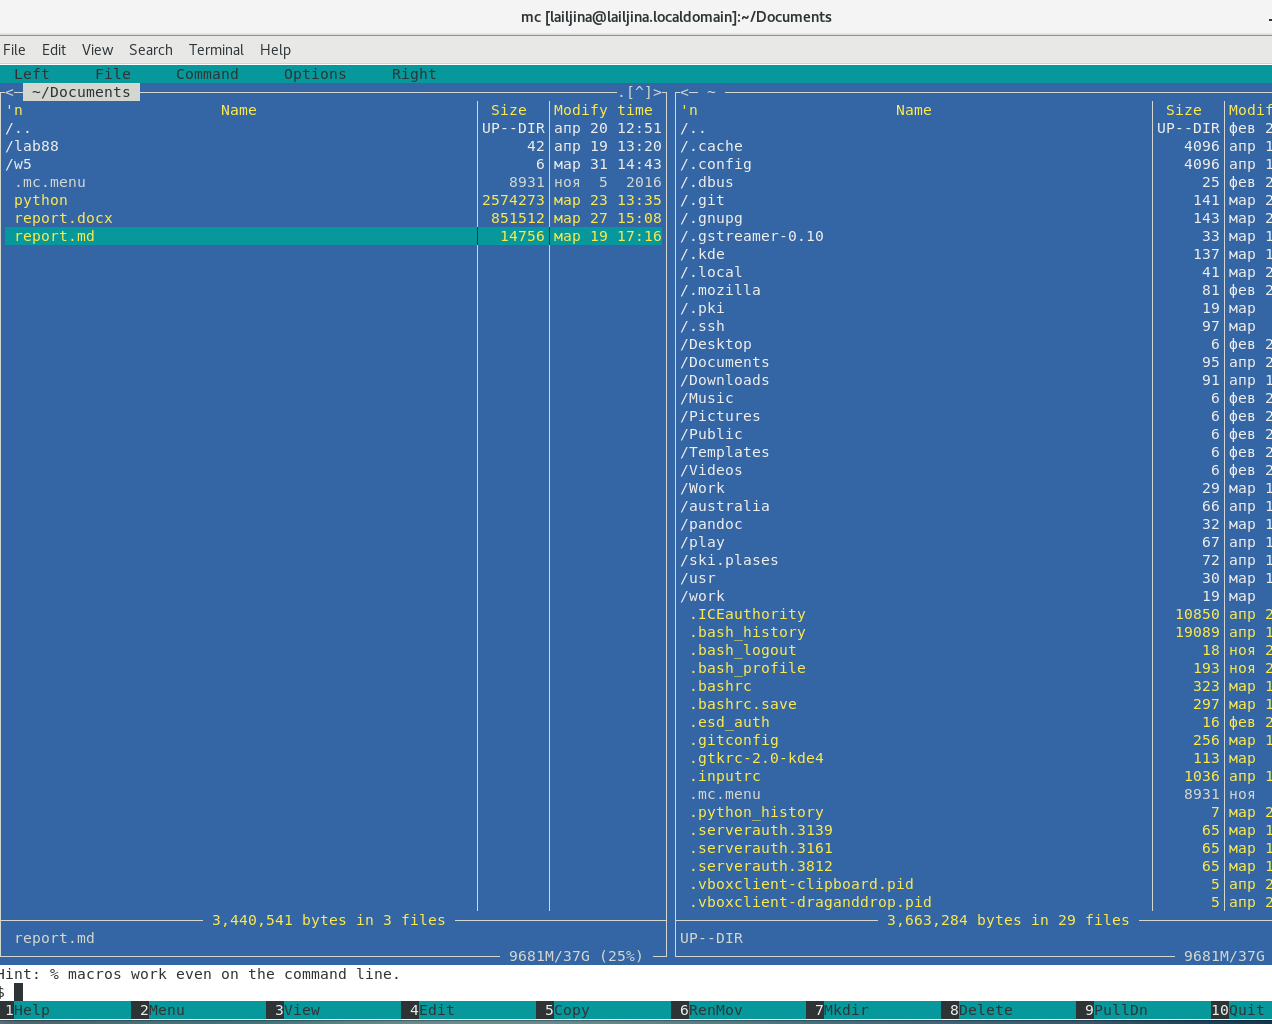 mc [lailjina@lailjina.localdomain]:~/Documents
File Edit View Search Terminal Help
Left File Command Options Right
<─ ~/Documents .[^]>
'n Name Size Modify time
/.. UP--DIR апр 20 12:51
/lab88 42 апр 19 13:20
/w5 6 мар 31 14:43
.mc.menu 8931 ноя 5 2016
python 2574273 мар 23 13:35
report.docx 851512 мар 27 15:08
report.md 14756 мар 19 17:16
3,440,541 bytes in 3 files
report.md
9681M/37G (25%)
<─ ~
'n Name Size Modif
/.. UP--DIR фев 2
/.cache 4096 апр 1
/.config 4096 апр 1
/.dbus 25 фев 2
/.git 141 мар 2
/.gnupg 143 мар 2
/.gstreamer-0.10 33 мар 1
/.kde 137 мар 1
/.local 41 мар 2
/.mozilla 81 фев 2
/.pki 19 мар
/.ssh 97 мар
/Desktop 6 фев 2
/Documents 95 апр 2
/Downloads 91 апр 1
/Music 6 фев 2
/Pictures 6 фев 2
/Public 6 фев 2
/Templates 6 фев 2
/Videos 6 фев 2
/Work 29 мар 1
/australia 66 апр 1
/pandoc 32 мар 1
/play 67 апр 1
/ski.plases 72 апр 1
/usr 30 мар 1
/work 19 мар
.ICEauthority 10850 апр 2
.bash_history 19089 апр 1
.bash_logout 18 ноя 2
.bash_profile 193 ноя 2
.bashrc 323 мар 1
.bashrc.save 297 мар 1
.esd_auth 16 фев 2
.gitconfig 256 мар 1
.gtkrc-2.0-kde4 113 мар
.inputrc 1036 апр 1
.mc.menu 8931 ноя
.python_history 7 мар 2
.serverauth.3139 65 мар 1
.serverauth.3161 65 мар 1
.serverauth.3812 65 мар 1
.vboxclient-clipboard.pid 5 апр 2
.vboxclient-draganddrop.pid 5 апр 2
3,663,284 bytes in 29 files
UP--DIR
9681M/37G
Hint: % macros work even on the command line.
$
1Help 2Menu 3View 4Edit 5Copy 6RenMov 7Mkdir 8Delete 9PullDn 10Quit